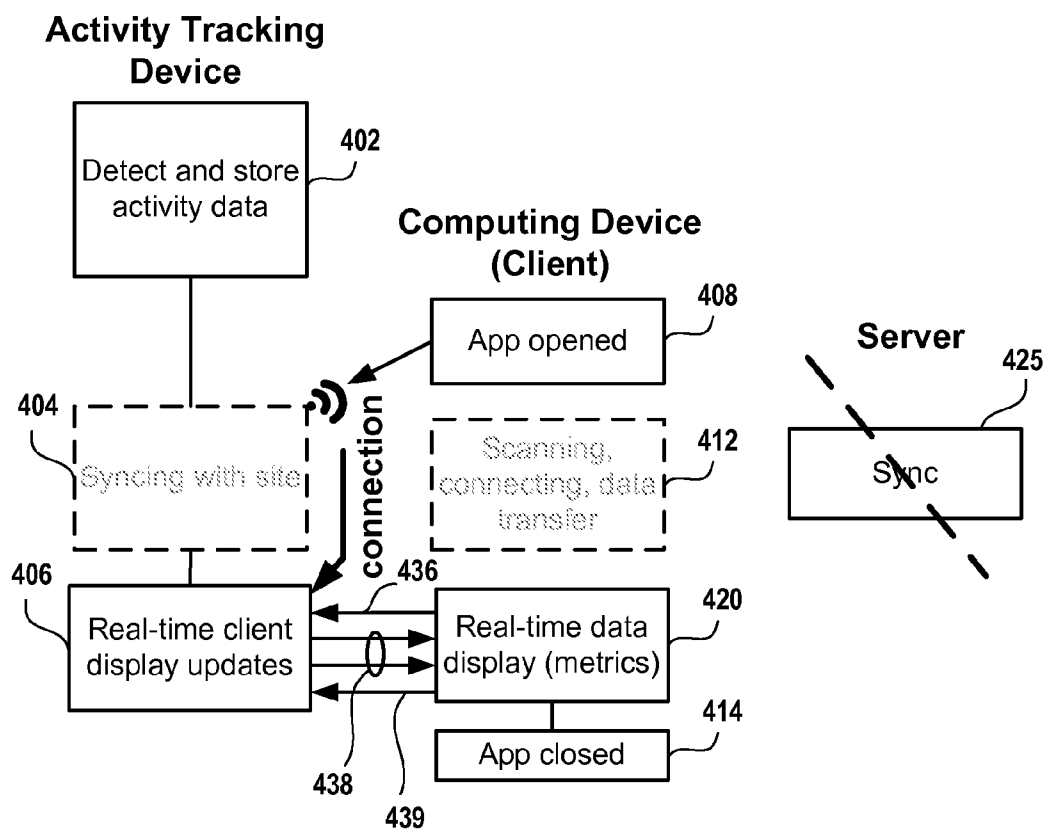 Activity Tracking
Device
402
Detect and store
activity data
Computing Device
(Client)
408
App opened
Server
425
Sync
404
Syncing with site
connection
412
Scanning,
connecting, data
transfer
406
Real-time client
display updates
436
420
Real-time data
display (metrics)
438
439
414
App closed